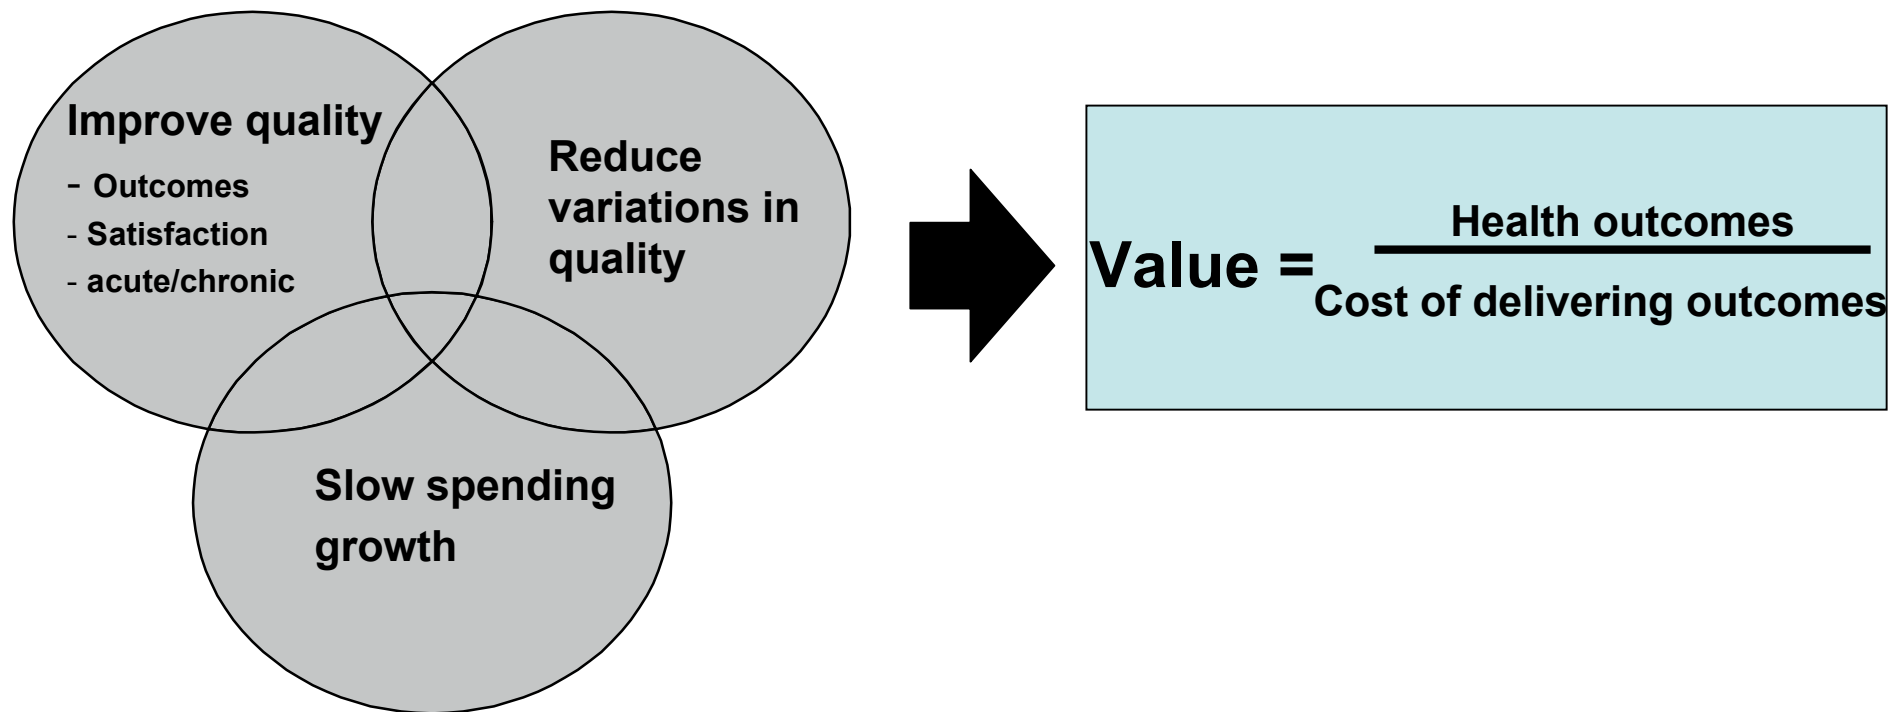 Improve quality
- Outcomes
- Satisfaction
- acute/chronic
Reduce
variations in
quality
Slow spending
growth
Value =
Health outcomes
Cost of delivering outcomes